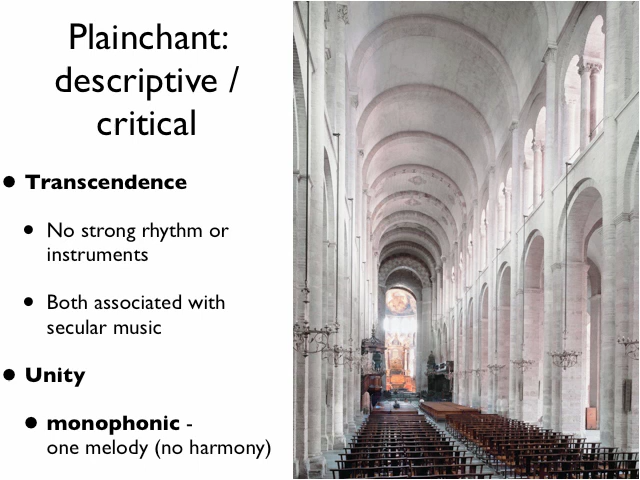 Plainchant:
descriptive /
critical
• Transcendence
• No strong rhythm or
instruments
• Both associated with
secular music
• Unity
• monophonic -
one melody (no harmony)